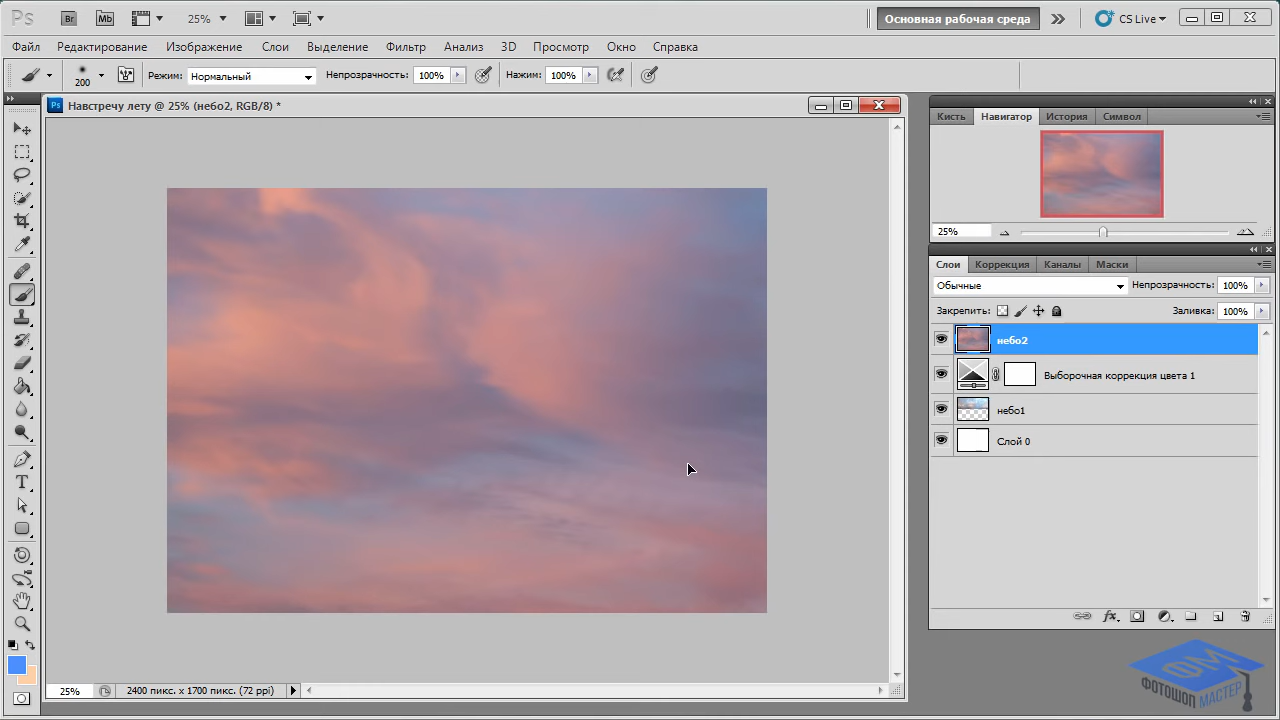 Ps Br Mb 25% Основная рабочая среда CS Live
Файл Редактирование Изображение Слои Выделение Фильтр Анализ 3D Просмотр Окно Справка
200 Режим: Нормальный Непрозрачность: 100% Нажим: 100%
Ps Навстречу лету @ 25% (небо2, RGB/8) *
Кисть Навигатор История Символ
25%
Слои Коррекция Каналы Маски
Обычные Непрозрачность: 100%
Закрепить: Заливка: 100%
небо2
Выборочная коррекция цвета 1
небо1
Слой 0
T
fx
25% 2400 пикс. x 1700 пикс. (72 ppi)
ФМ
ФОТОШОП МАСТЕР